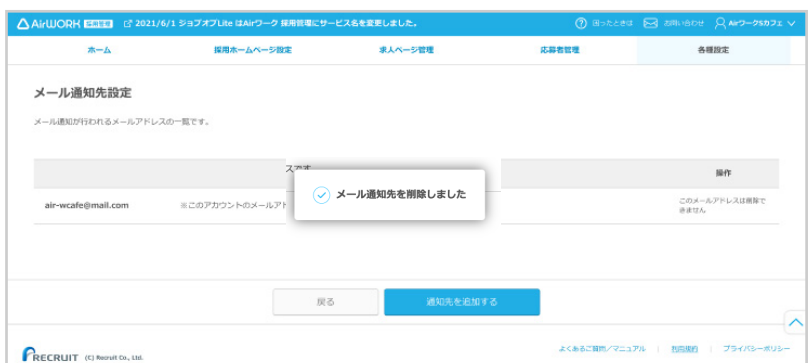 AirWORK 採用管理 2021/6/1 ジョブオプLite はAirワーク 採用管理にサービス名を変更しました。 困ったときは お問い合わせ AirワークSカフェ
ホーム 採用ホームページ設定 求人ページ管理 応募者管理 各種設定
メール通知先設定
メール通知が行われるメールアドレスの一覧です。
スです
操作
メール通知先を削除しました
air-wcafe@mail.com ※このアカウントのメールアド
このメールアドレスは削除で
きません
戻る 通知先を追加する
よくあるご質問/マニュアル | 利用規約 | プライバシーポリシー
RECRUIT (C) Recruit Co., Ltd.